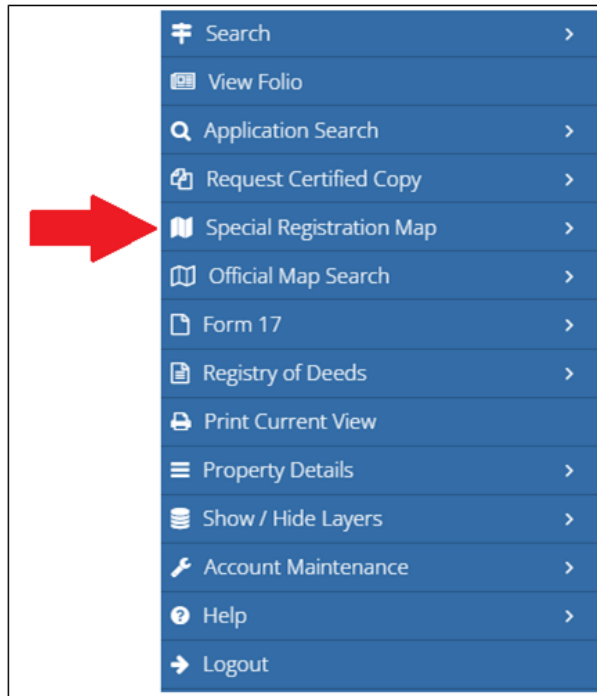 Search
View Folio
Application Search
Request Certified Copy
Special Registration Map
Official Map Search
Form 17
Registry of Deeds
Print Current View
Property Details
Show / Hide Layers
Account Maintenance
Help
Logout